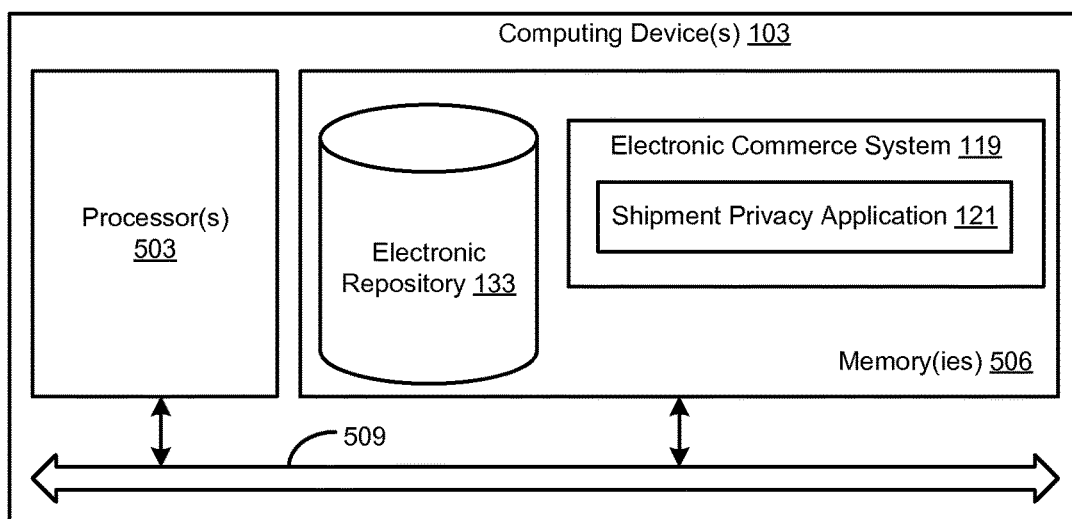 Computing Device(s) 103
Processor(s)
503
Electronic
Repository 133
Electronic Commerce System 119
Shipment Privacy Application 121
Memory(ies) 506
509